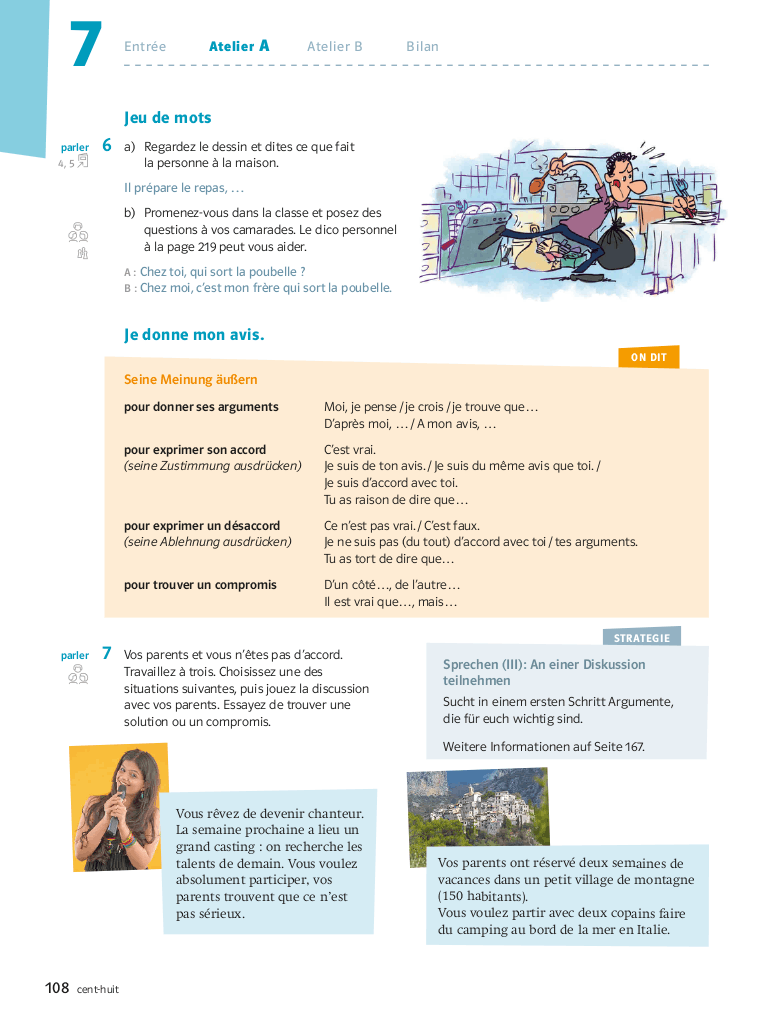 7
Entrée Atelier A Atelier B Bilan
Jeu de mots
parler 6 a) Regardez le dessin et dites ce que fait
4, 5 la personne à la maison.
Il prépare le repas, …
b) Promenez-vous dans la classe et posez des
questions à vos camarades. Le dico personnel
à la page 219 peut vous aider.
A : Chez toi, qui sort la poubelle ?
B : Chez moi, c’est mon frère qui sort la poubelle.
Je donne mon avis.
ON DIT
Seine Meinung äußern
pour donner ses arguments Moi, je pense / je crois / je trouve que…
D’après moi, … / A mon avis, …
pour exprimer son accord C’est vrai.
(seine Zustimmung ausdrücken) Je suis de ton avis. / Je suis du même avis que toi. /
Je suis d’accord avec toi.
Tu as raison de dire que…
pour exprimer un désaccord Ce n’est pas vrai. / C’est faux.
(seine Ablehnung ausdrücken) Je ne suis pas (du tout) d’accord avec toi / tes arguments.
Tu as tort de dire que…
pour trouver un compromis D’un côté…, de l’autre…
Il est vrai que…, mais…
parler 7 Vos parents et vous n’êtes pas d’accord.
Travaillez à trois. Choisissez une des
situations suivantes, puis jouez la discussion
avec vos parents. Essayez de trouver une
solution ou un compromis.
STRATEGIE
Sprechen (III): An einer Diskussion
teilnehmen
Sucht in einem ersten Schritt Argumente,
die für euch wichtig sind.
Weitere Informationen auf Seite 167.
Vous rêvez de devenir chanteur.
La semaine prochaine a lieu un
grand casting : on recherche les
talents de demain. Vous voulez
absolument participer, vos
parents trouvent que ce n’est
pas sérieux.
Vos parents ont réservé deux semaines de
vacances dans un petit village de montagne
(150 habitants).
Vous voulez partir avec deux copains faire
du camping au bord de la mer en Italie.
108 cent-huit